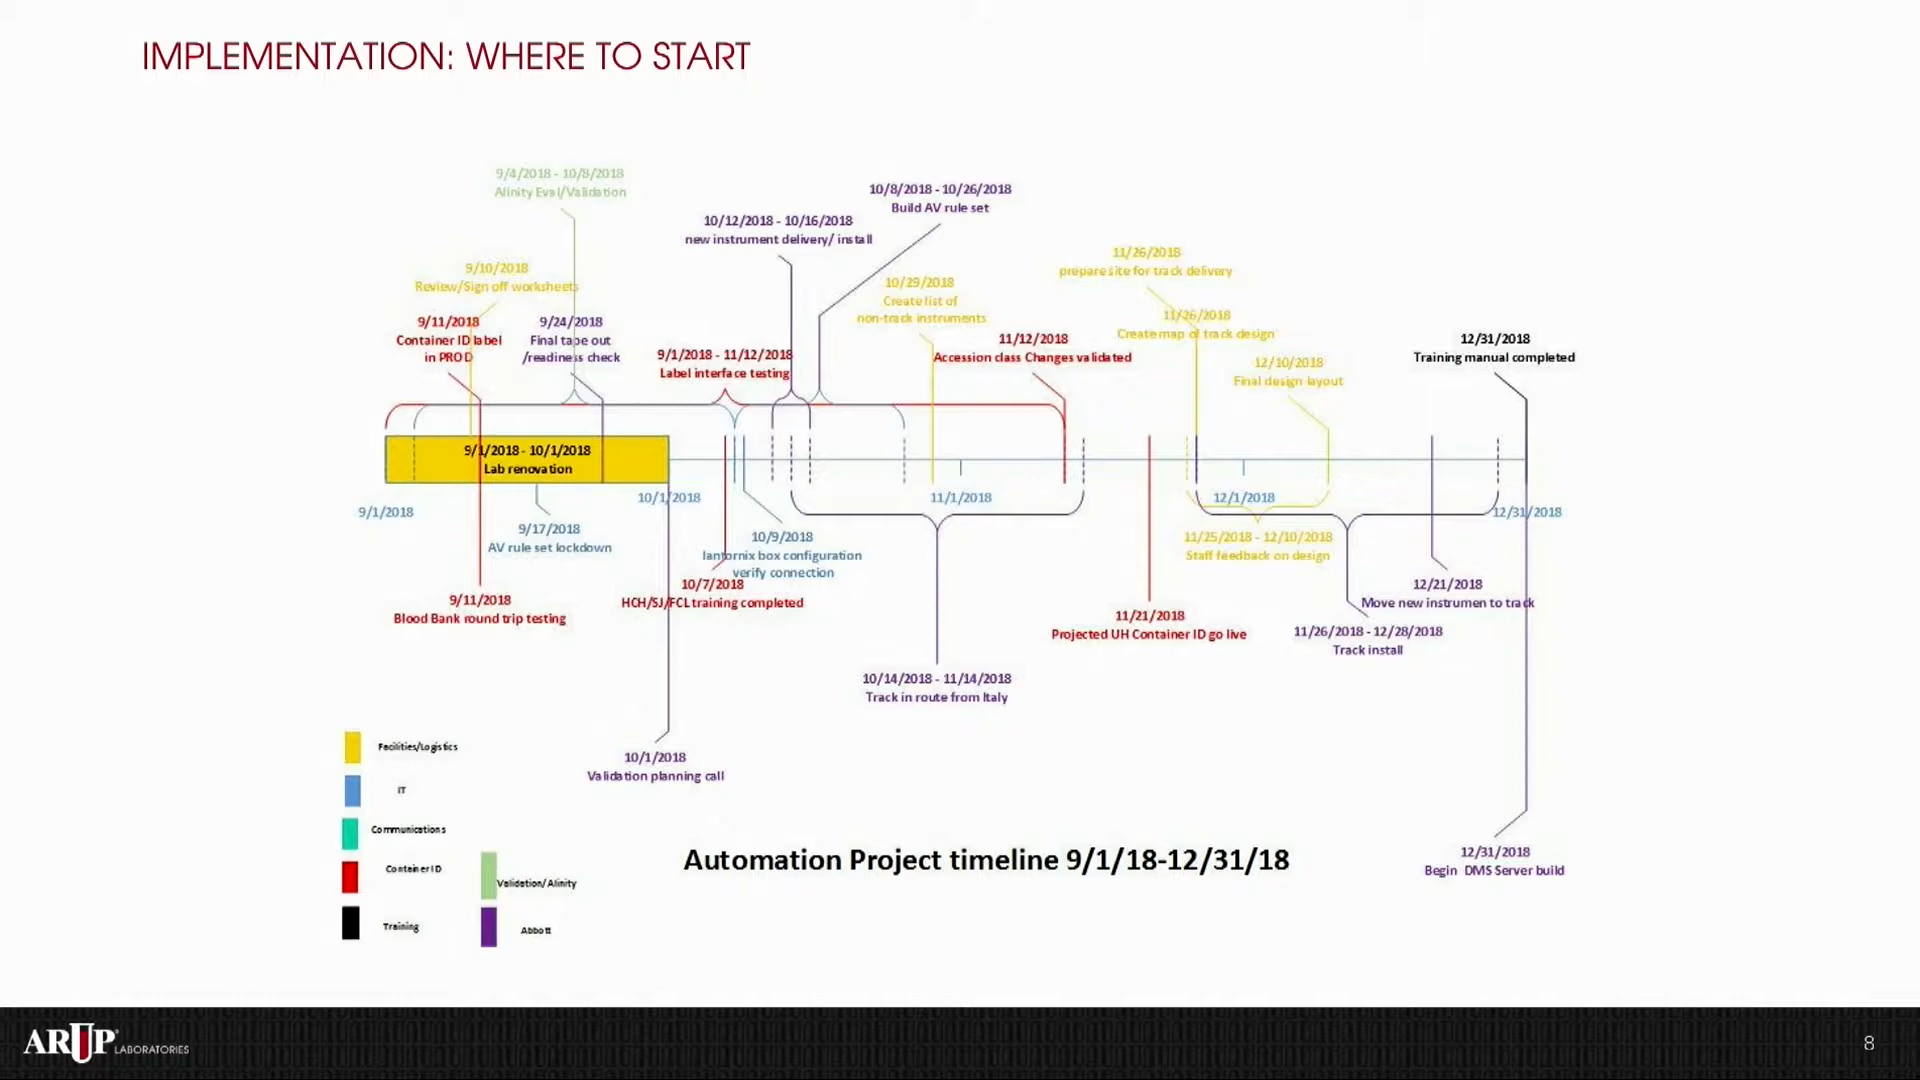 IMPLEMENTATION: WHERE TO START
9/4/2018 - 10/8/2018
Alinity Eval/Validation
10/8/2018 - 10/26/2018
Build AV rule set
10/12/2018 - 10/16/2018
new instrument delivery/ install
11/26/2018
prepare site for track delivery
9/10/2018
Review/Sign off worksheets
10/29/2018
Create list of
non-track instruments
11/26/2018
Create map of track design
9/11/2018
Container ID label
in PROD
9/24/2018
Final tape out
/readiness check
9/1/2018 - 11/12/2018
Label interface testing
11/12/2018
Accession class Changes validated
12/10/2018
Final design layout
12/31/2018
Training manual completed
9/1/2018 - 10/1/2018
Lab renovation
9/1/2018
10/1/2018
11/1/2018
12/1/2018
12/31/2018
9/17/2018
AV rule set lockdown
10/9/2018
lantornix box configuration
verify connection
11/25/2018 - 12/10/2018
Staff feedback on design
10/7/2018
HCH/SJ/FCL training completed
12/21/2018
Move new instrumen to track
9/11/2018
Blood Bank round trip testing
11/21/2018
Projected UH Container ID go live
11/26/2018 - 12/28/2018
Track install
10/14/2018 - 11/14/2018
Track in route from Italy
10/1/2018
Validation planning call
Facilities/Logistics
IT
Communications
Container ID
Training
Validation/Alinity
Abbott
Automation Project timeline 9/1/18-12/31/18
12/31/2018
Begin DMS Server build
ARUP LABORATORIES
8